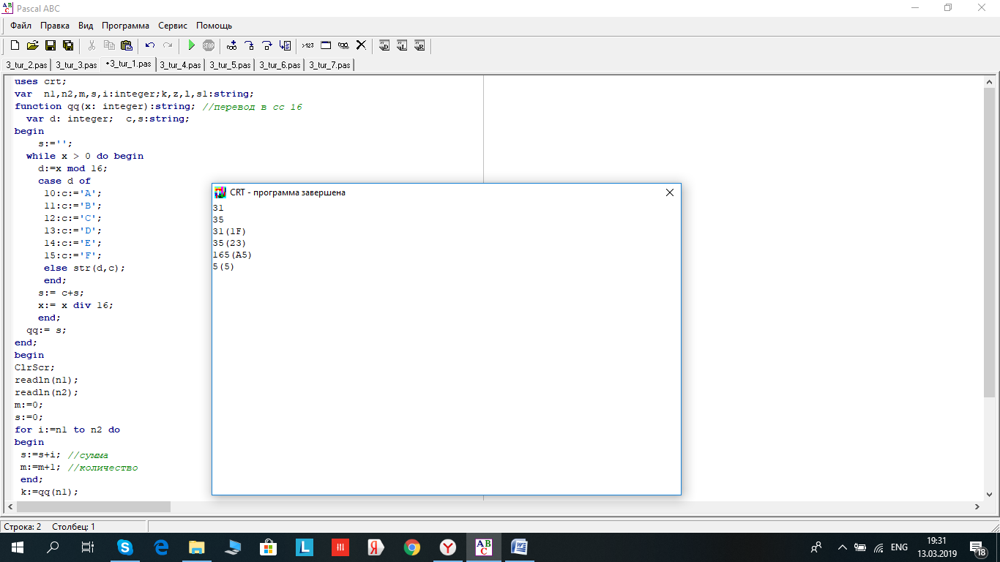 Pascal ABC
Файл Правка Вид Программа Сервис Помощь
3_tur_2.pas 3_tur_3.pas •3_tur_1.pas 3_tur_4.pas 3_tur_5.pas 3_tur_6.pas 3_tur_7.pas
uses crt;
var n1,n2,m,s,i:integer;k,z,l,s1:string;
function qq(x: integer):string; //перевод в сс 16
var d: integer; c,s:string;
begin
s:='';
while x > 0 do begin
d:=x mod 16;
case d of
10:c:='A';
11:c:='B';
12:c:='C';
13:c:='D';
14:c:='E';
15:c:='F';
else str(d,c);
end;
s:= c+s;
x:= x div 16;
end;
qq:= s;
end;
begin
ClrScr;
readln(n1);
readln(n2);
m:=0;
s:=0;
for i:=n1 to n2 do
begin
s:=s+i; //сумма
m:=m+1; //количество
end;
k:=qq(n1);
CRT - программа завершена
31
35
31(1F)
35(23)
165(A5)
5(5)
Строка: 2 Столбец: 1
ENG
19:31
13.03.2019
18